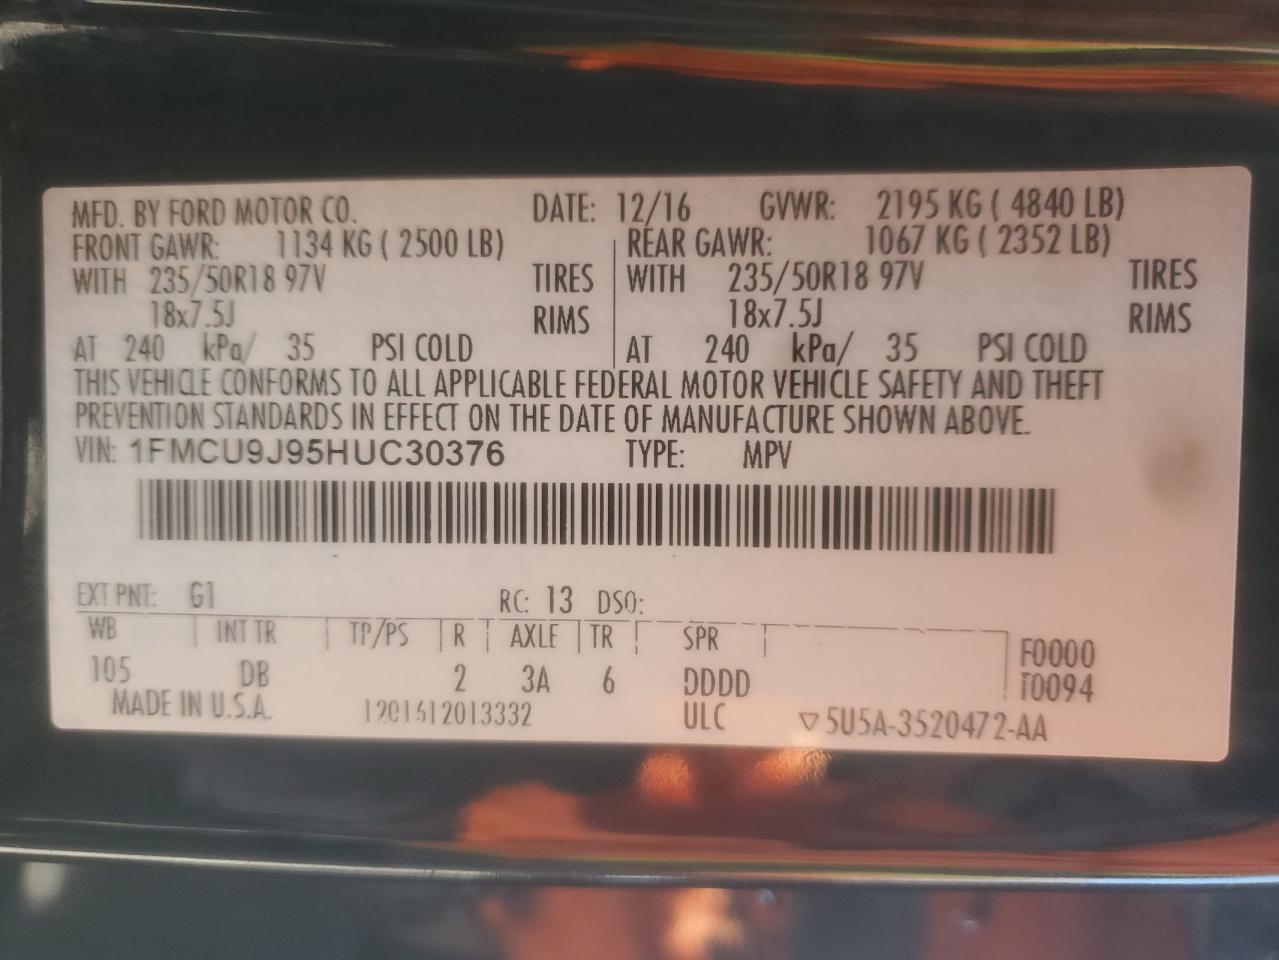 MFD. BY FORD MOTOR CO. DATE: 12/16 GVWR: 2195 KG ( 4840 LB)
FRONT GAWR: 1134 KG ( 2500 LB) REAR GAWR: 1067 KG ( 2352 LB)
WITH 235/50R18 97V TIRES WITH 235/50R18 97V TIRES
18x7.5J RIMS 18x7.5J RIMS
AT 240 kPa/ 35 PSI COLD AT 240 kPa/ 35 PSI COLD
THIS VEHICLE CONFORMS TO ALL APPLICABLE FEDERAL MOTOR VEHICLE SAFETY AND THEFT
PREVENTION STANDARDS IN EFFECT ON THE DATE OF MANUFACTURE SHOWN ABOVE.
VIN: 1FMCU9J95HUC30376 TYPE: MPV
EXT PNT: G1 RC: 13 DSO:
WB INT TR TP/PS R AXLE TR SPR
105 DB 2 3A 6 DDDD F0000
T0094
MADE IN U.S.A. 1201612013332 ULC ▽5U5A-3520472-AA